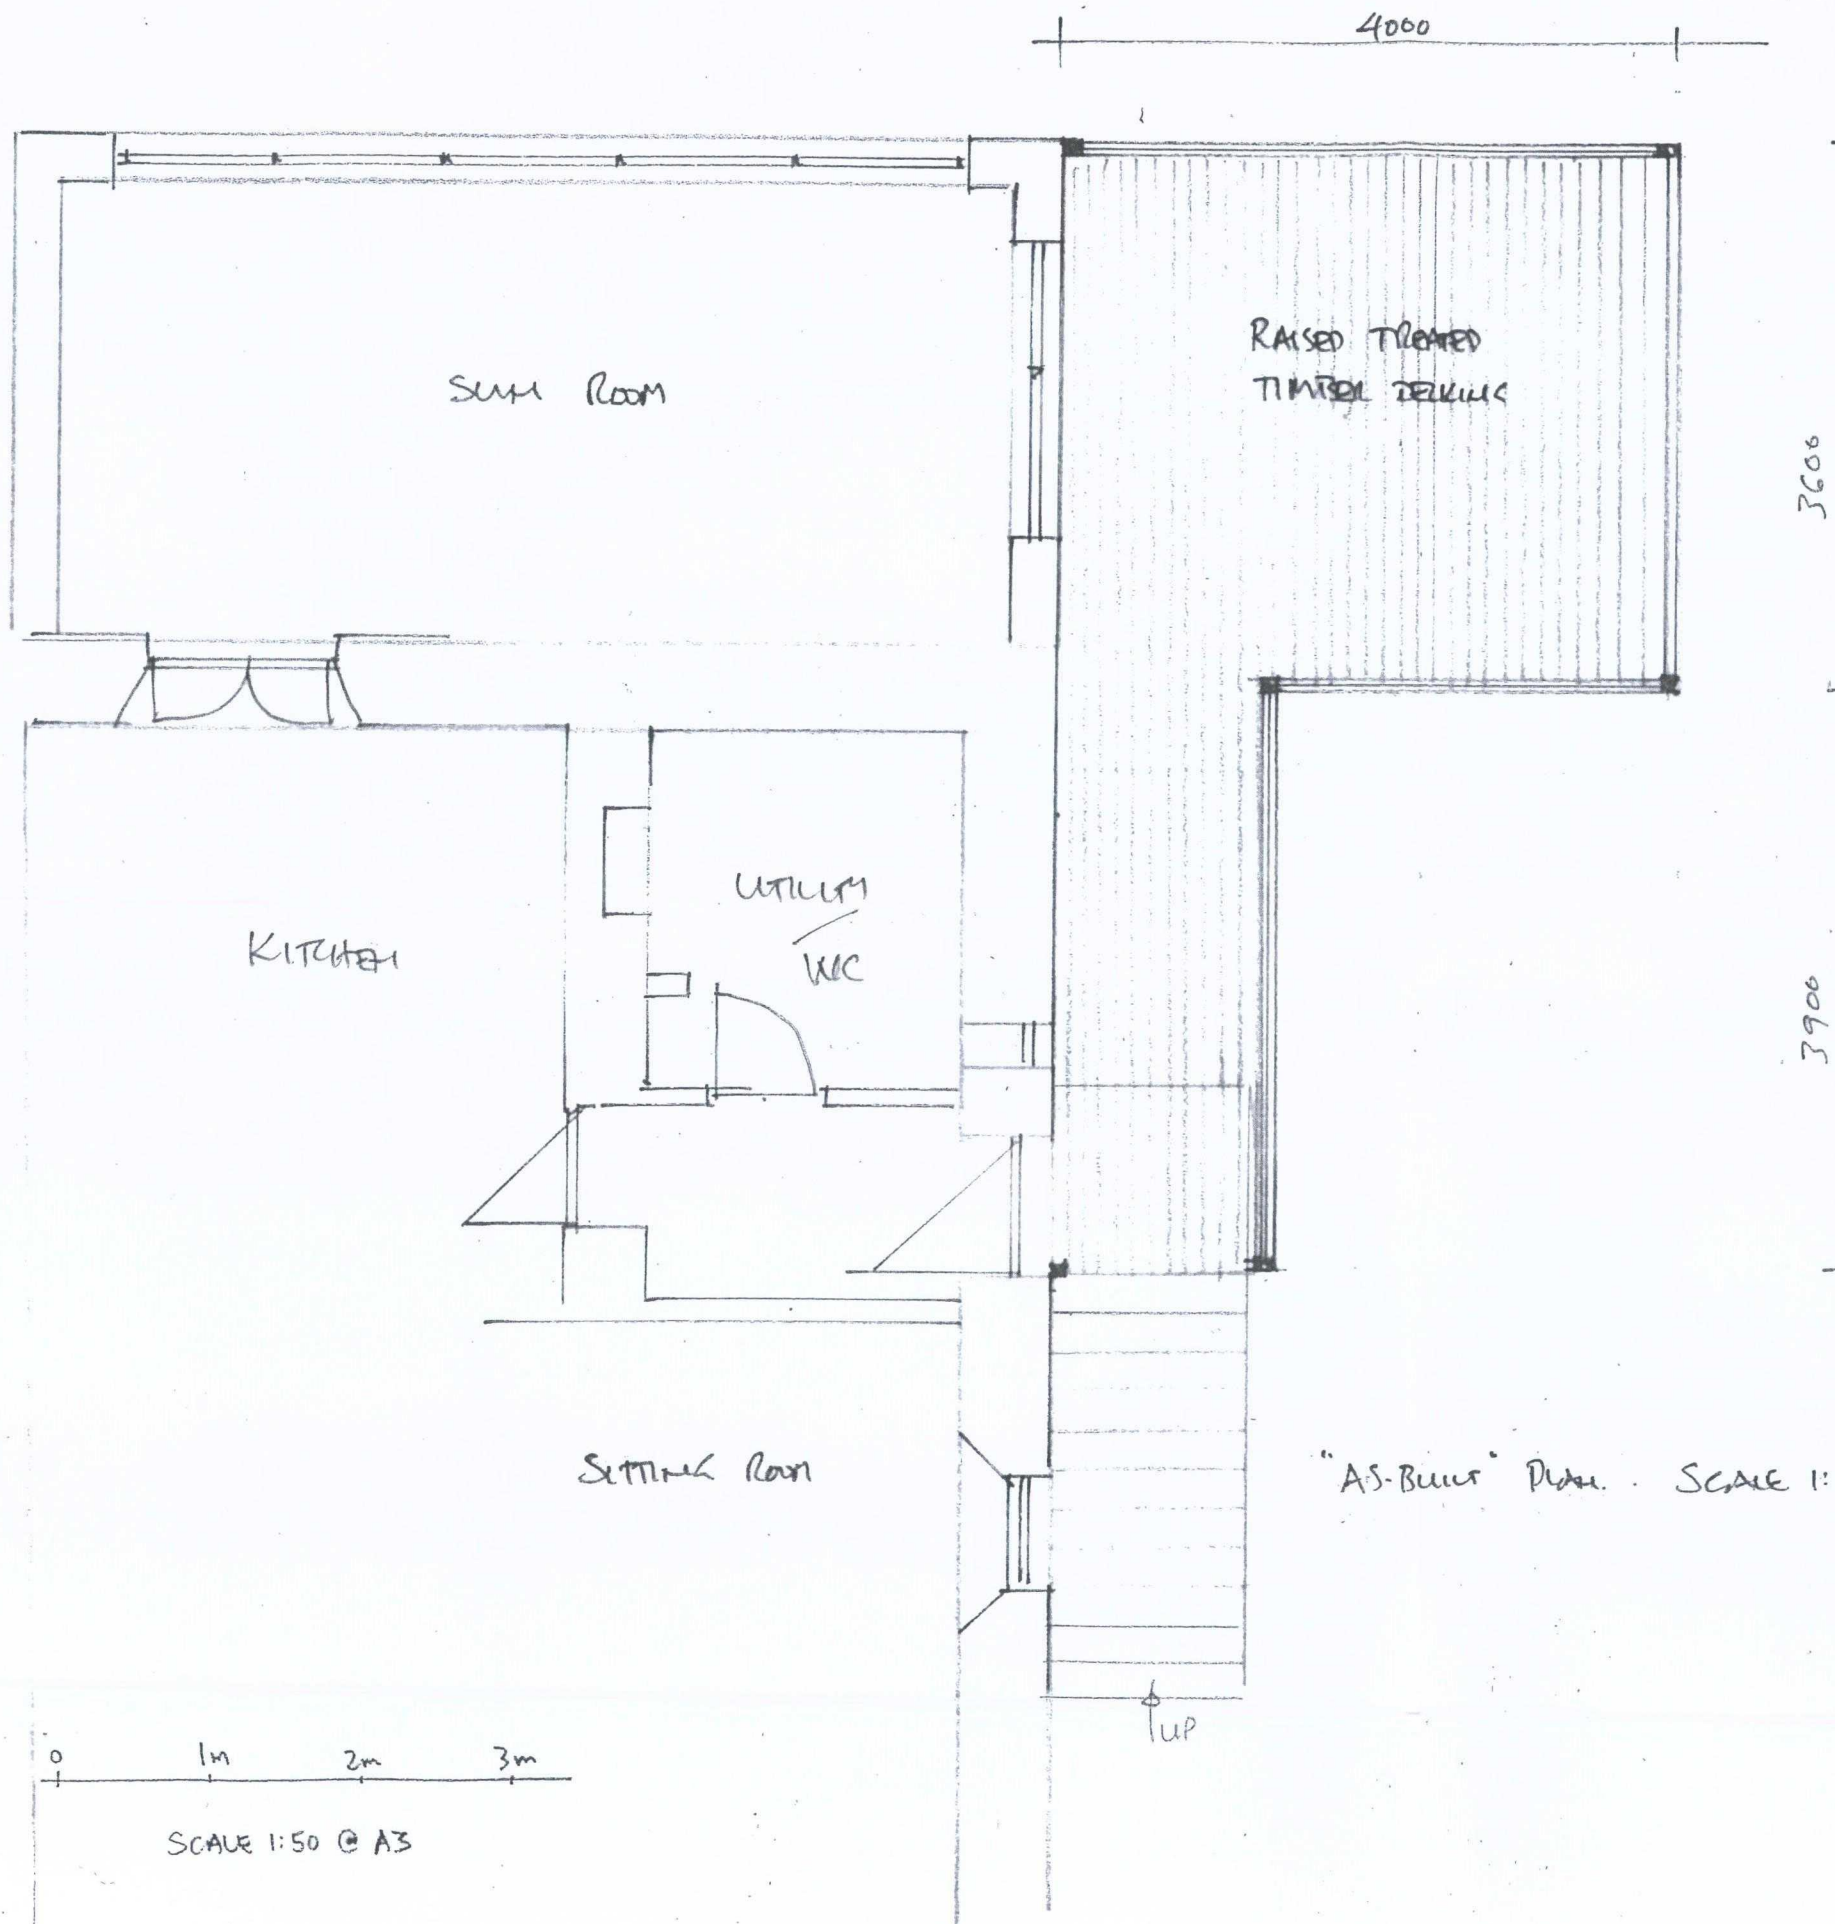 4000
RAISED TREATED
TIMBER DECKING
SUN ROOM
3600
UTILITY
/
WC
KITCHEN
3900
SITTING ROOM
"AS-BUILT" PLAN. SCALE 1:
UP
0 1m 2m 3m
SCALE 1:50 @ A3